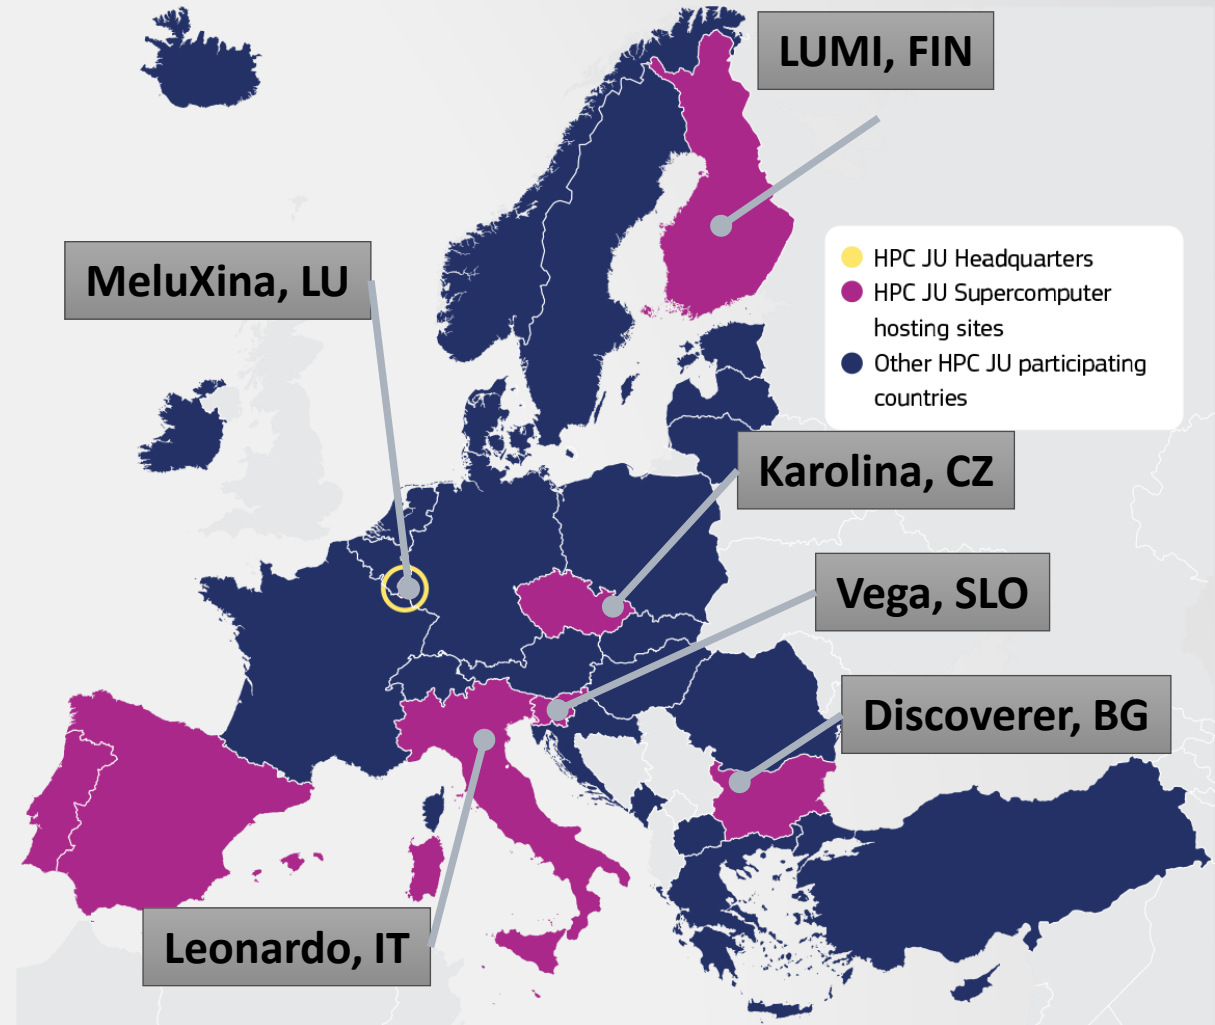 LUMI, FIN
MeluXina, LU
HPC JU Headquarters
HPC JU Supercomputer
hosting sites
Other HPC JU participating
countries
Karolina, CZ
Vega, SLO
Discoverer, BG
Leonardo, IT